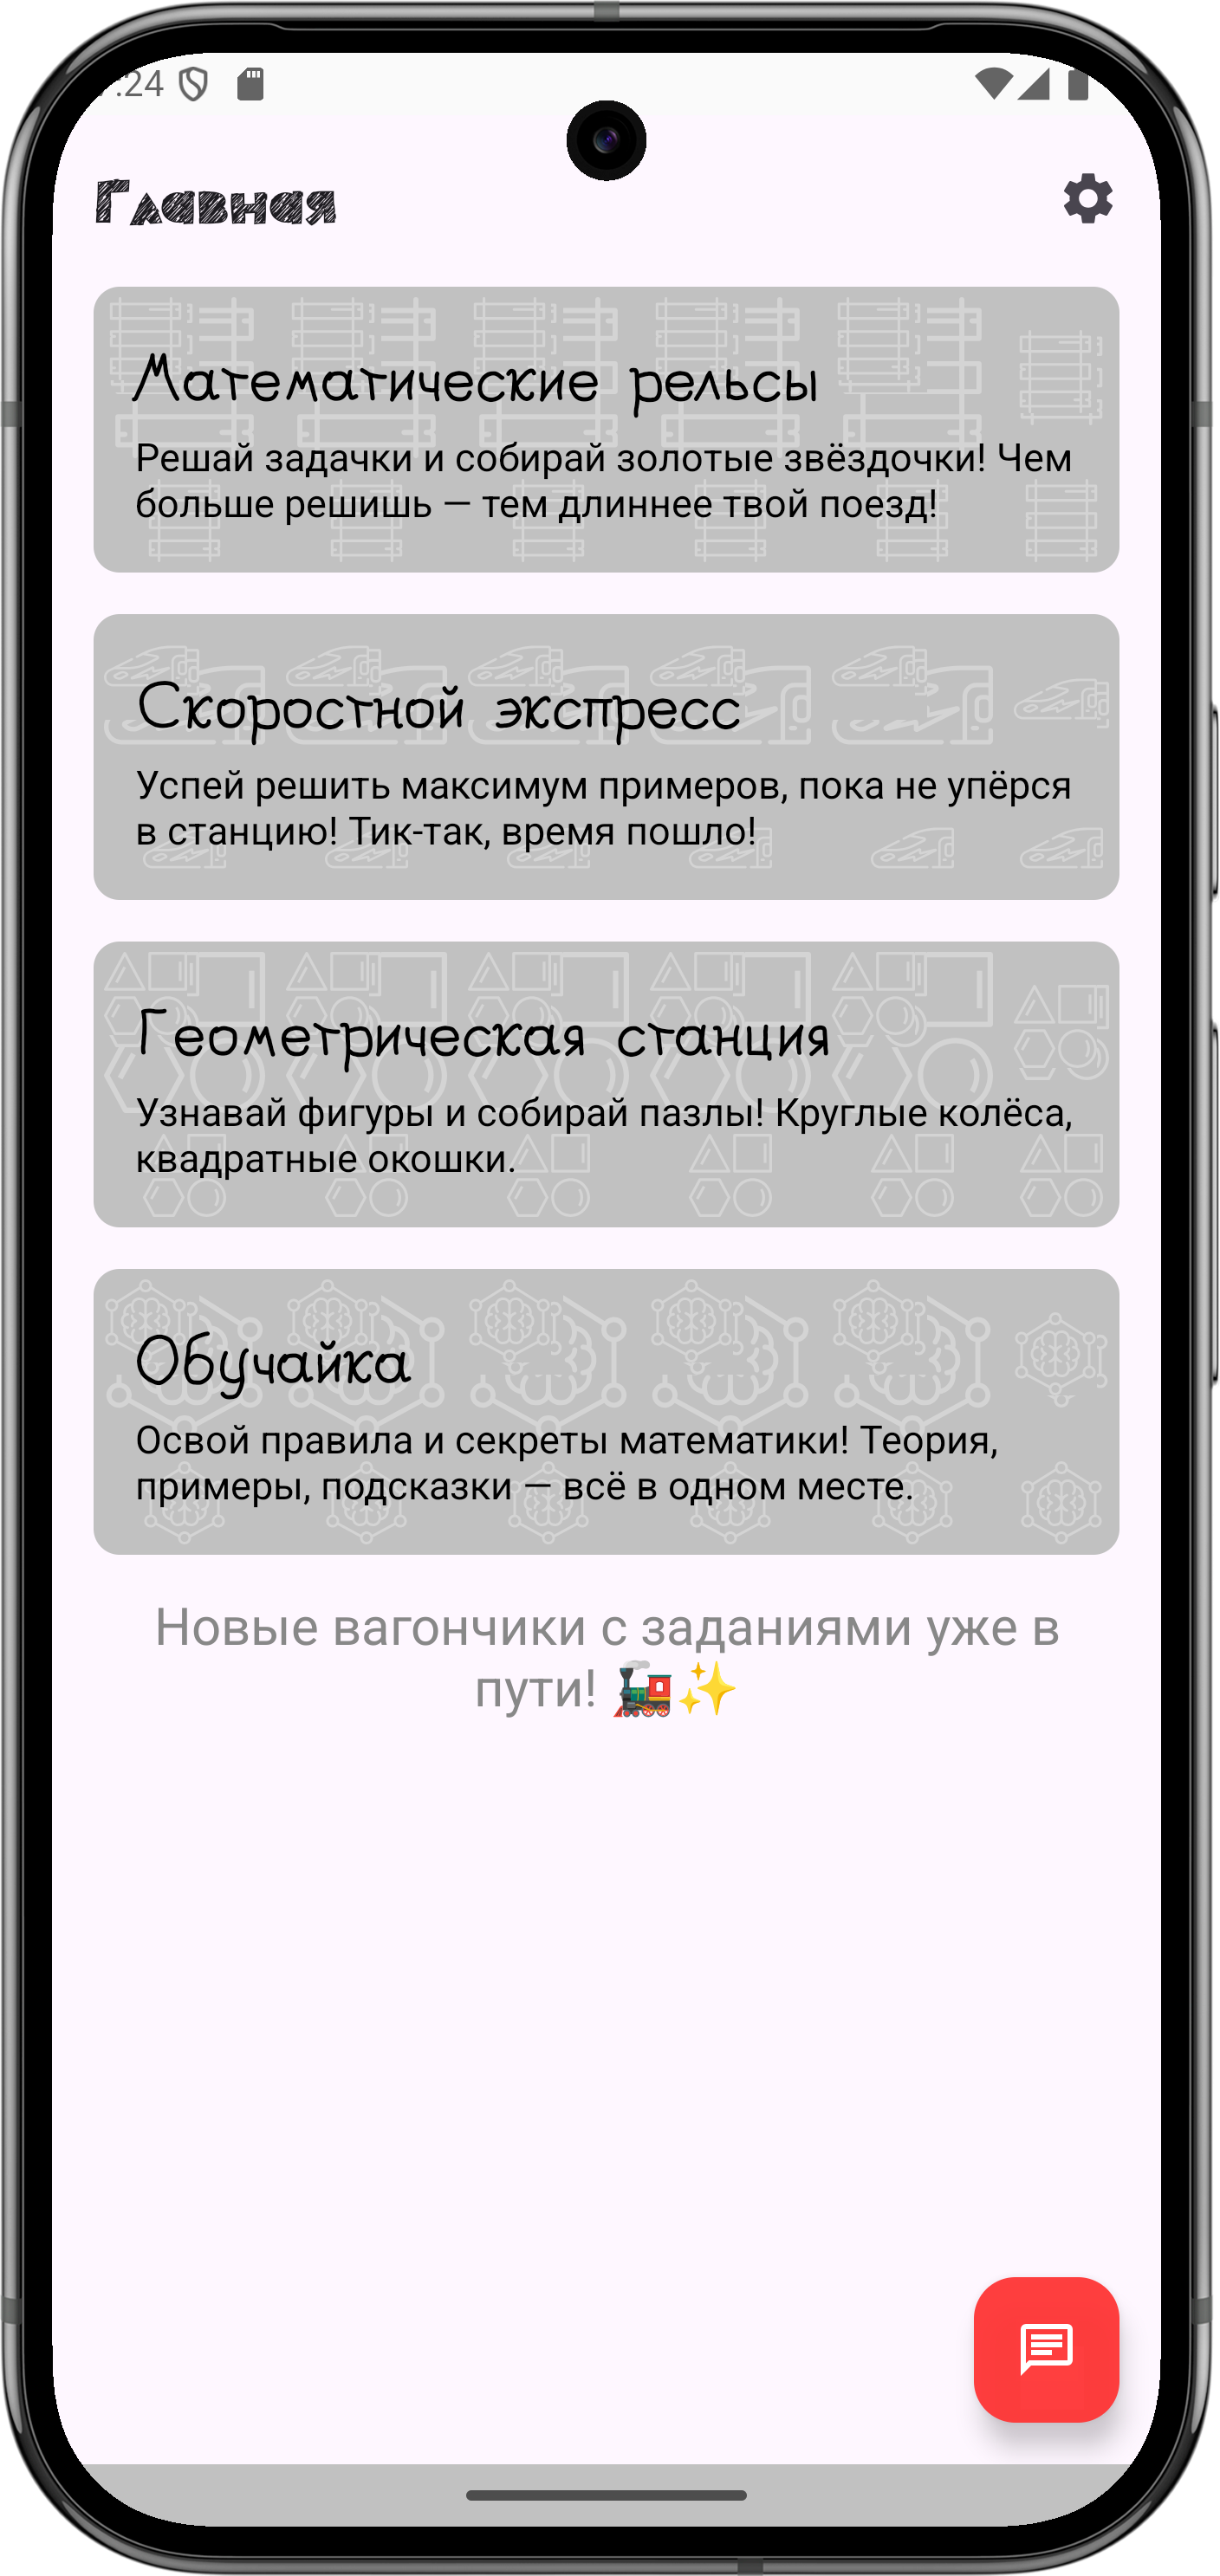 :24
Главная
Математические рельсы
Решай задачки и собирай золотые звёздочки! Чем
больше решишь — тем длиннее твой поезд!
Скоростной экспресс
Успей решить максимум примеров, пока не упёрся
в станцию! Тик-так, время пошло!
Геометрическая станция
Узнавай фигуры и собирай пазлы! Круглые колёса,
квадратные окошки.
Обучайка
Освой правила и секреты математики! Теория,
примеры, подсказки — всё в одном месте.
Новые вагончики с заданиями уже в
пути! 🚂✨